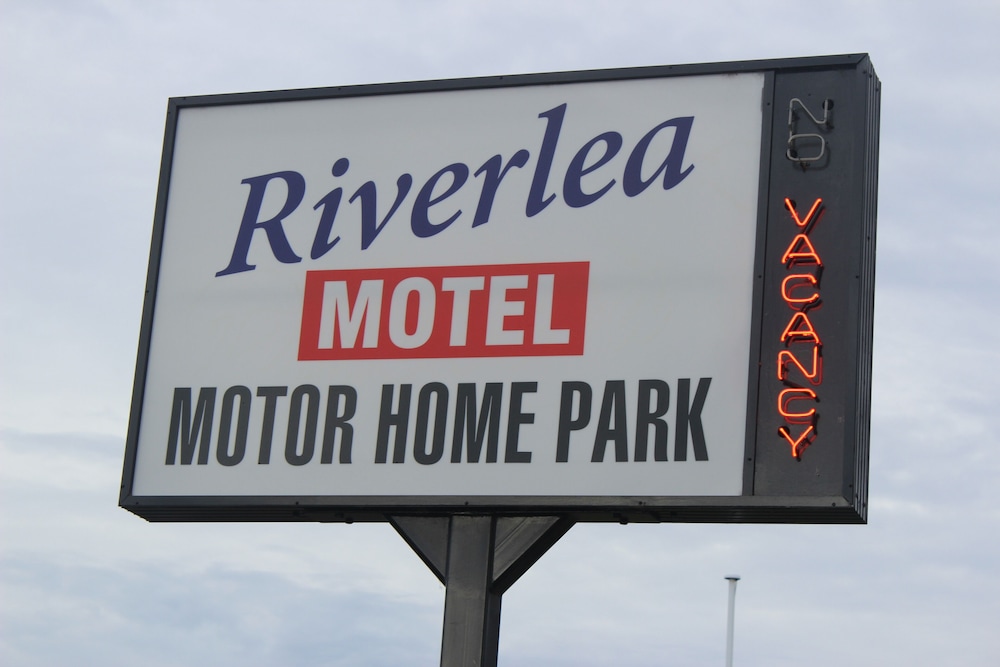 Riverlea
MOTEL
MOTOR HOME PARK
NO
VACANCY